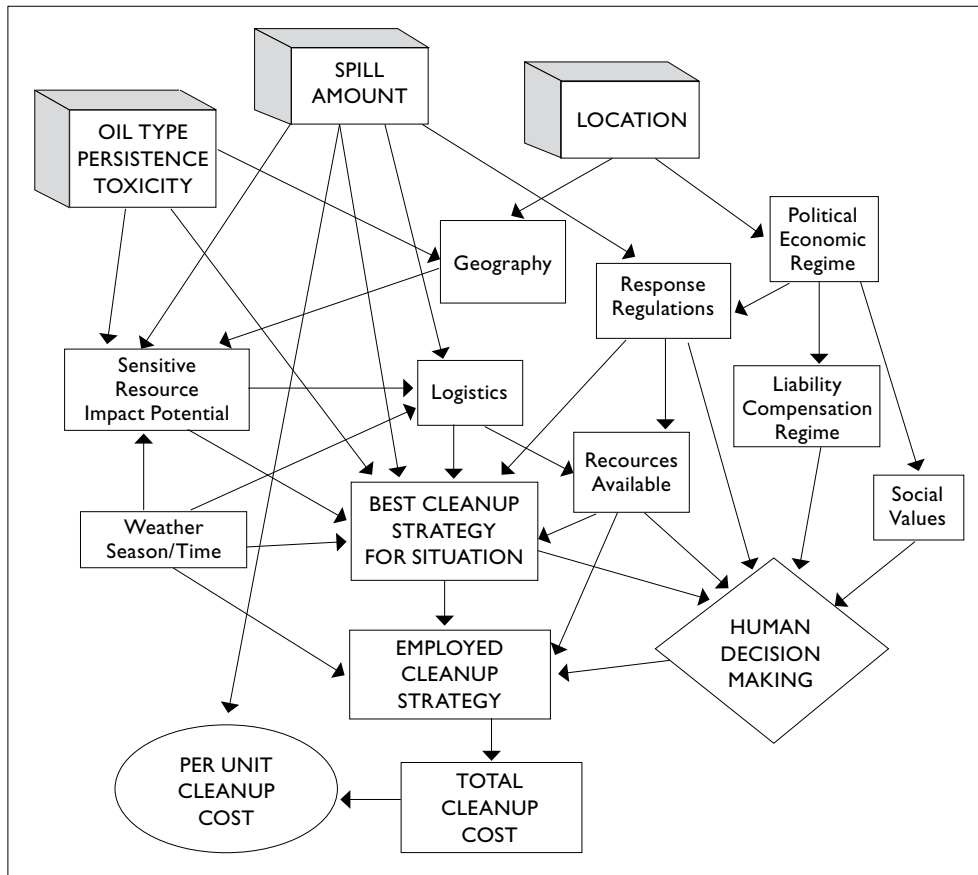 SPILL
AMOUNT
OIL TYPE
PERSISTENCE
TOXICITY
LOCATION
Geography
Political
Economic
Regime
Response
Regulations
Sensitive
Resource
Impact Potential
Logistics
Liability
Compensation
Regime
Recources
Available
Social
Values
Weather
Season/Time
BEST CLEANUP
STRATEGY
FOR SITUATION
HUMAN
DECISION
MAKING
EMPLOYED
CLEANUP
STRATEGY
PER UNIT
CLEANUP
COST
TOTAL
CLEANUP
COST